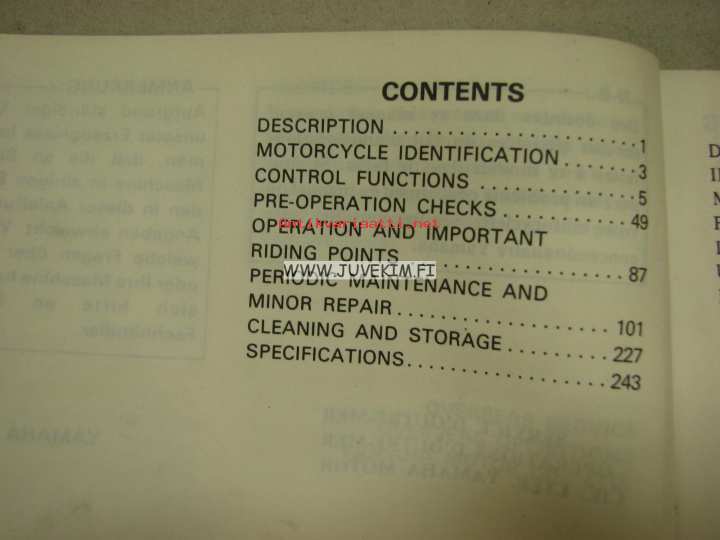 CONTENTS
DESCRIPTION ........................ 1
MOTORCYCLE IDENTIFICATION ....... 3
CONTROL FUNCTIONS ............... 5
PRE-OPERATION CHECKS ............ 49
OPERATION AND IMPORTANT
RIDING POINTS .................... 87
PERIODIC MAINTENANCE AND
MINOR REPAIR ..................... 101
CLEANING AND STORAGE ......... 227
SPECIFICATIONS ................... 243
WWW.JUVEKIM.FI